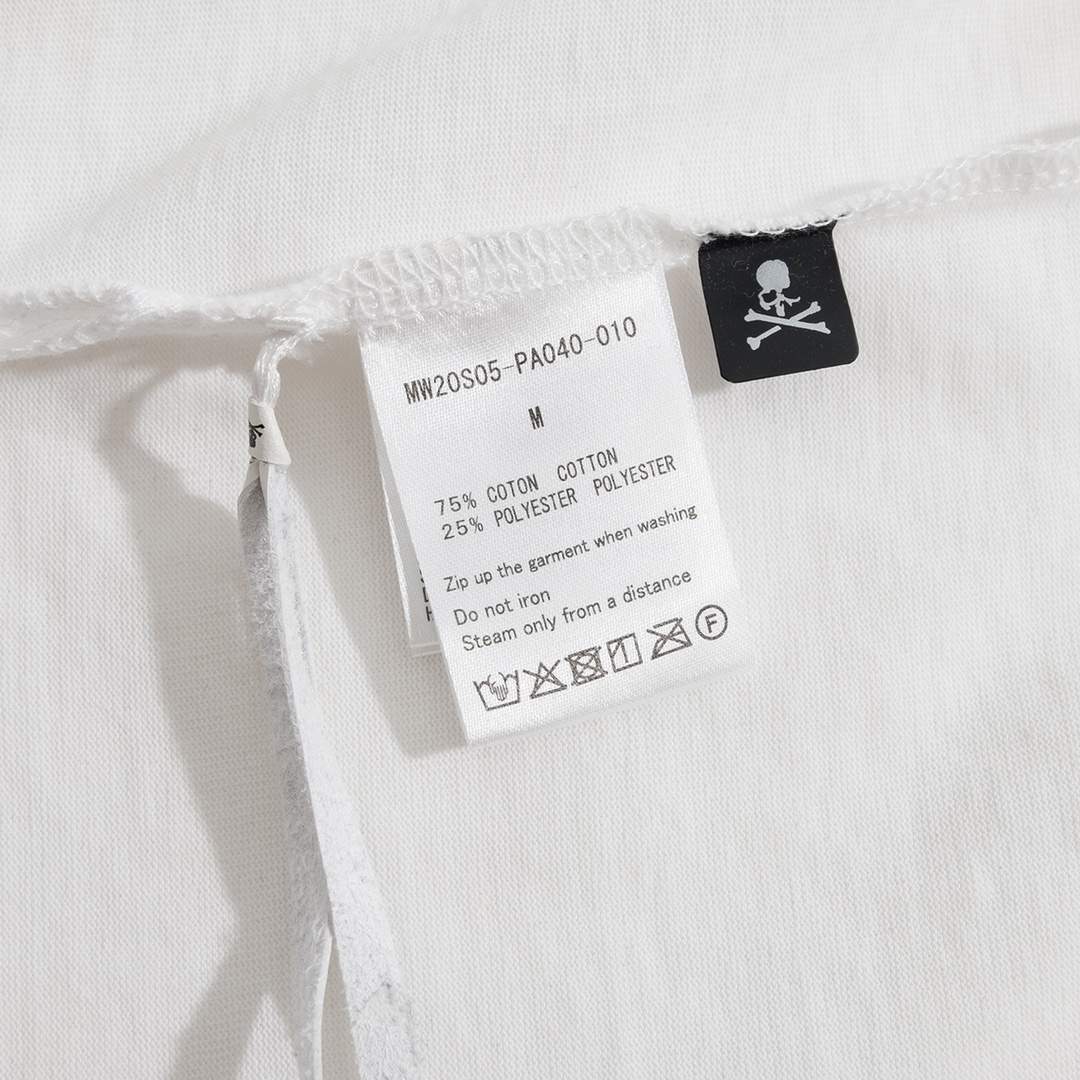 MW20S05-PA040-010
M
75% COTON COTTON
25% POLYESTER POLYESTER
Zip up the garment when washing
Do not iron
Steam only from a distance
F